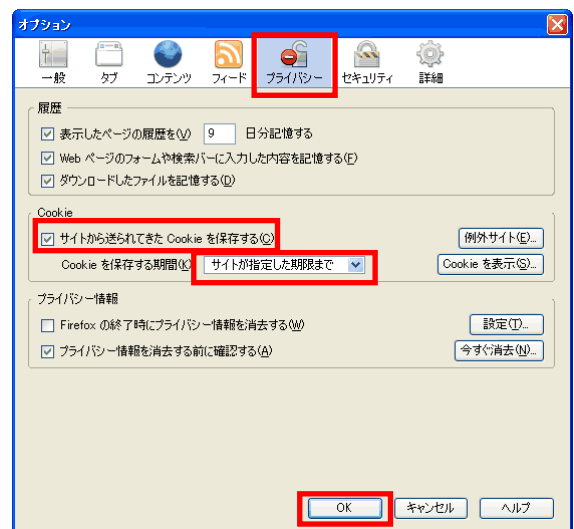 オプション
一般 タブ コンテンツ フィード プライバシー セキュリティ 詳細
履歴
表示したページの履歴を(V) 9 日分記憶する
Web ページのフォームや検索バーに入力した内容を記憶する(F)
ダウンロードしたファイルを記憶する(D)
Cookie
サイトから送られてきた Cookie を保存する(C) 例外サイト(E)...
Cookie を保存する期間(K) サイトが指定した期限まで Cookie を表示(S)...
プライバシー情報
Firefox の終了時にプライバシー情報を消去する(W) 設定(T)...
プライバシー情報を消去する前に確認する(A) 今すぐ消去(N)...
OK キャンセル ヘルプ